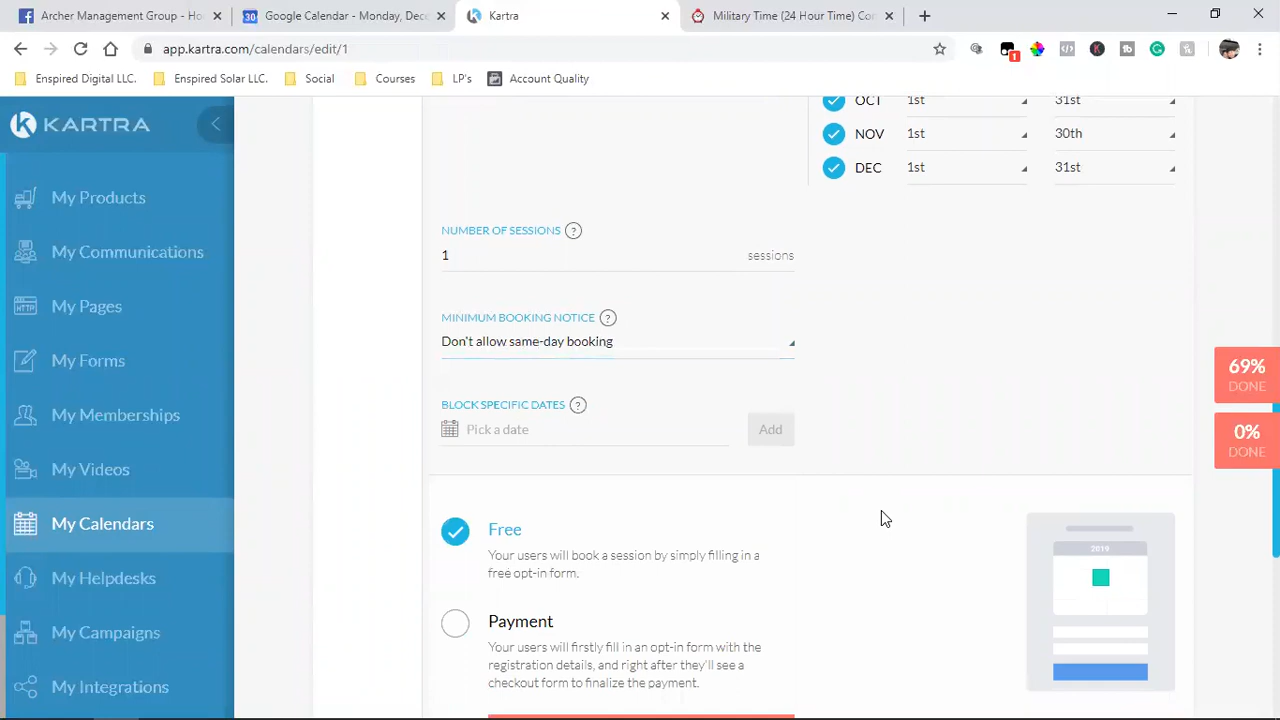 Archer Management Group - Ho
Google Calendar - Monday, Dec
Kartra
Military Time (24 Hour Time) Con
app.kartra.com/calendars/edit/1
1
Enspired Digital LLC.
Enspired Solar LLC.
Social
Courses
LP's
Account Quality
KARTRA
My Products
My Communications
My Pages
My Forms
My Memberships
My Videos
My Calendars
My Helpdesks
My Campaigns
My Integrations
OCT 1st 31st
NOV 1st 30th
DEC 1st 31st
NUMBER OF SESSIONS ?
1 sessions
MINIMUM BOOKING NOTICE ?
Don't allow same-day booking
BLOCK SPECIFIC DATES ?
Pick a date Add
Free
Your users will book a session by simply filling in a
free opt-in form.
Payment
Your users will firstly fill in an opt-in form with the
registration details, and right after they'll see a
checkout form to finalize the payment.
2019
69%
DONE
0%
DONE